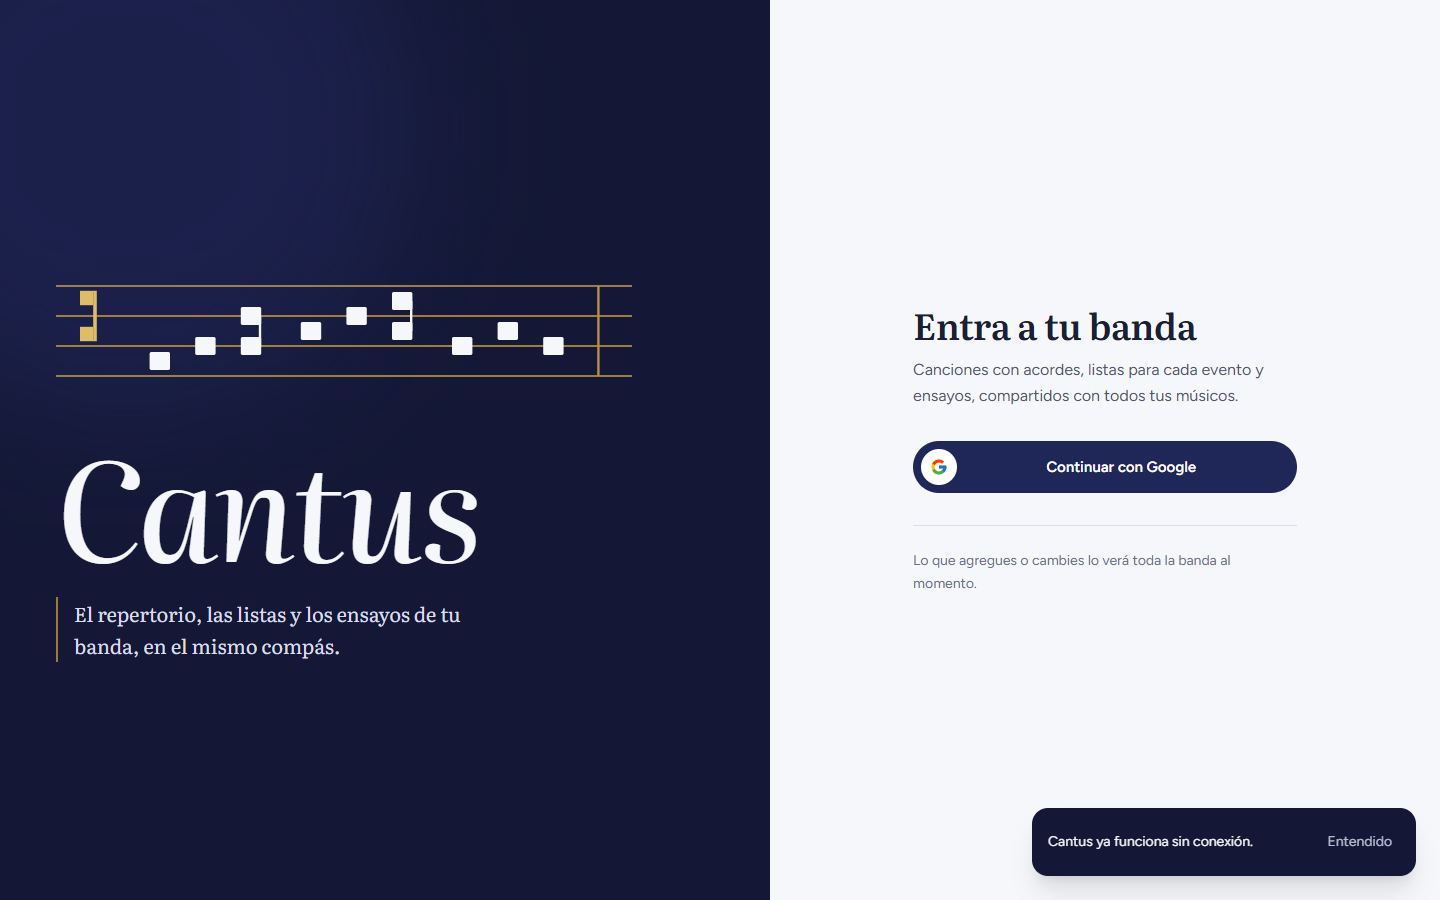 Cantus
El repertorio, las listas y los ensayos de tu
banda, en el mismo compás.
Entra a tu banda
Canciones con acordes, listas para cada evento y
ensayos, compartidos con todos tus músicos.
Continuar con Google
Lo que agregues o cambies lo verá toda la banda al
momento.
Cantus ya funciona sin conexión.
Entendido